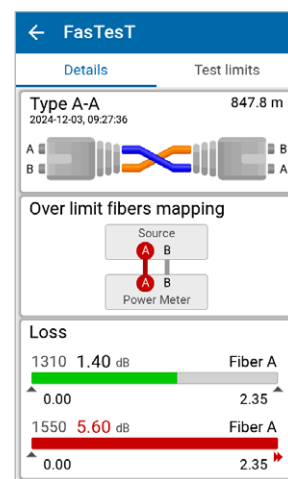 FasTesT
Details Test limits
Type A-A 847.8 m
2024-12-03, 09:27:36
A B
B A
Over limit fibers mapping
Source
A B
A B
Power Meter
Loss
1310 1.40 dB Fiber A
0.00 2.35
1550 5.60 dB Fiber A
0.00 2.35